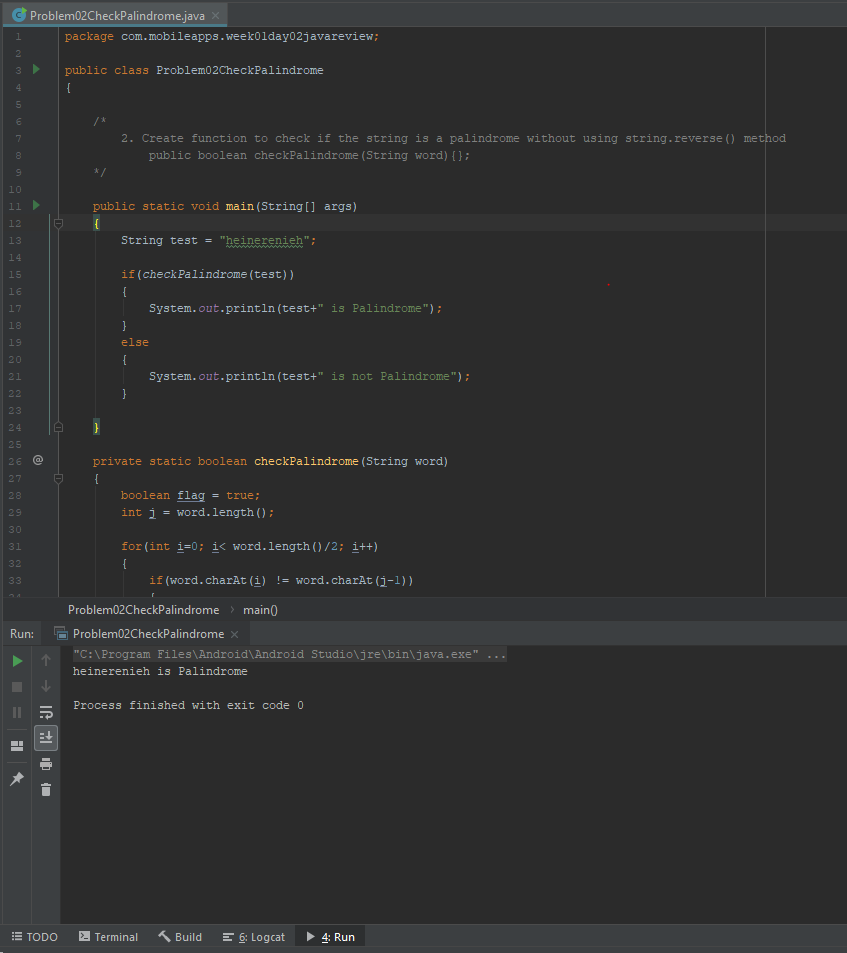 Problem02CheckPalindrome.java
1 package com.mobileapps.week01day02javareview;
2
3 public class Problem02CheckPalindrome
4 {
5
6 /*
7 2. Create function to check if the string is a palindrome without using string.reverse() method
8 public boolean checkPalindrome(String word){};
9 */
10
11 public static void main(String[] args)
12 {
13 String test = "heinerenieh";
14
15 if(checkPalindrome(test))
16 {
17 System.out.println(test+" is Palindrome");
18 }
19 else
20 {
21 System.out.println(test+" is not Palindrome");
22 }
23
24 }
25
26 @ private static boolean checkPalindrome(String word)
27 {
28 boolean flag = true;
29 int j = word.length();
30
31 for(int i=0; i< word.length()/2; i++)
32 {
33 if(word.charAt(i) != word.charAt(j-1))
34 {
Problem02CheckPalindrome › main()
Run: Problem02CheckPalindrome
"C:\Program Files\Android\Android Studio\jre\bin\java.exe" ...
heinerenieh is Palindrome
Process finished with exit code 0
TODO Terminal Build 6: Logcat 4: Run